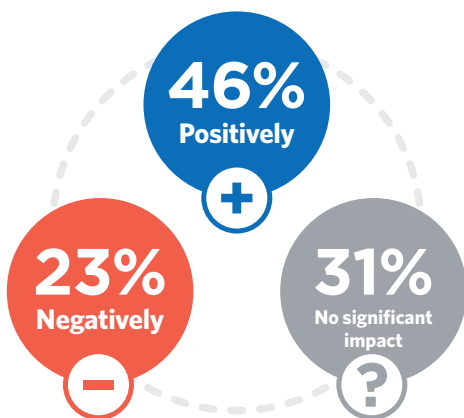 46%
Positively
+
23%
Negatively
−
31%
No significant
impact
?